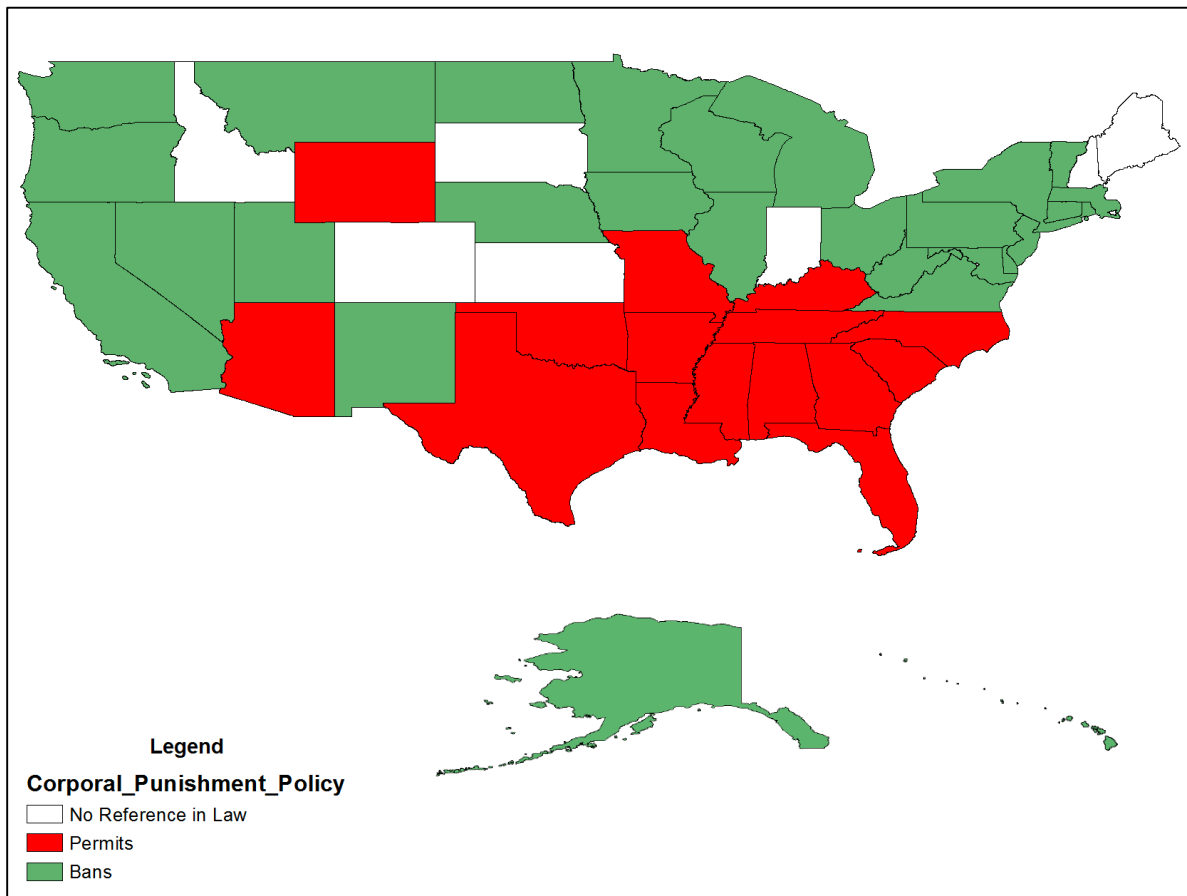 Legend
Corporal_Punishment_Policy
No Reference in Law
Permits
Bans